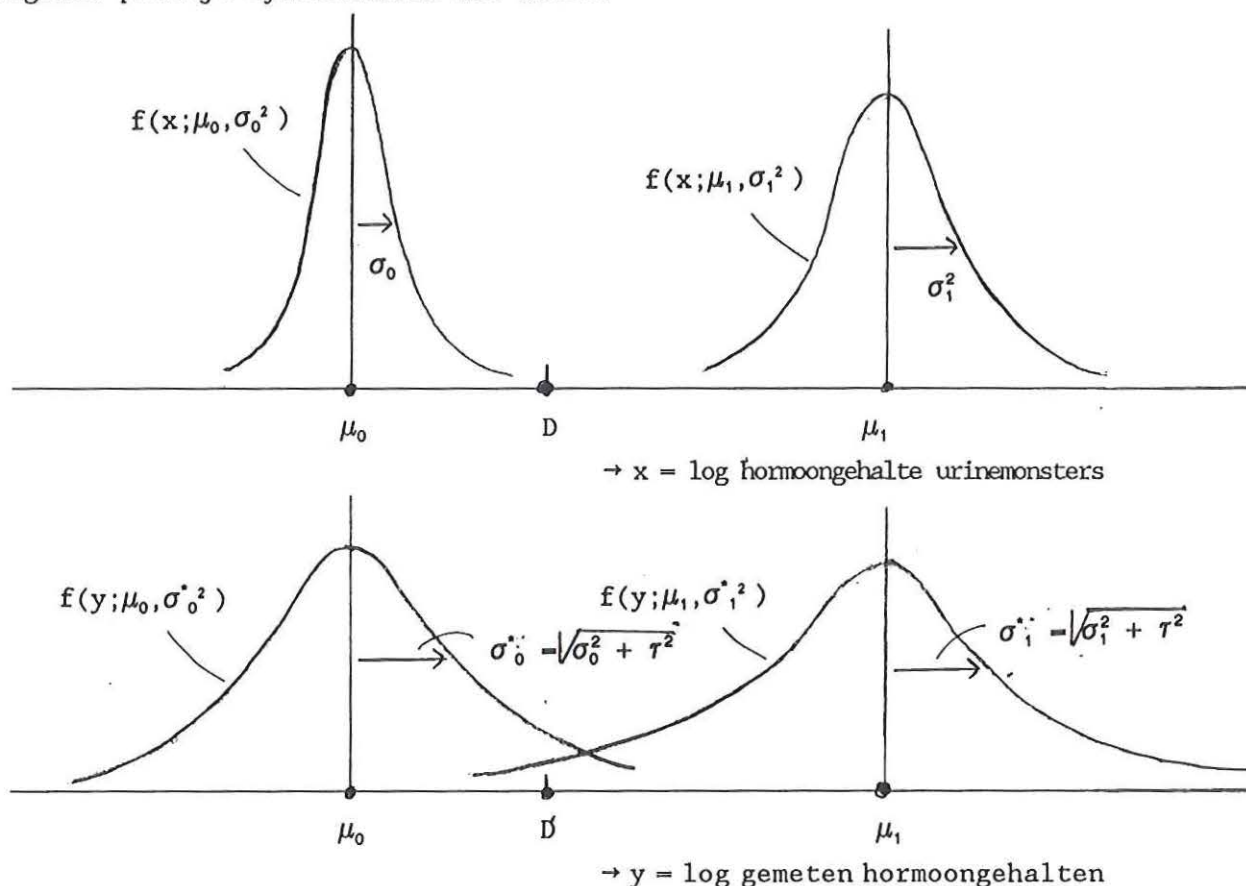 f(x;μ₀,σ₀²)
f(x;μ₁,σ₁²)
σ₀
σ₁²
μ₀ D μ₁
→ x = log hormoongehalte urinemonsters
f(y;μ₀,σ*₀²)
f(y;μ₁,σ*₁²)
σ*₀ = √σ₀² + τ²
σ*₁ = √σ₁² + τ²
μ₀ D μ₁
→ y = log gemeten hormoongehalten